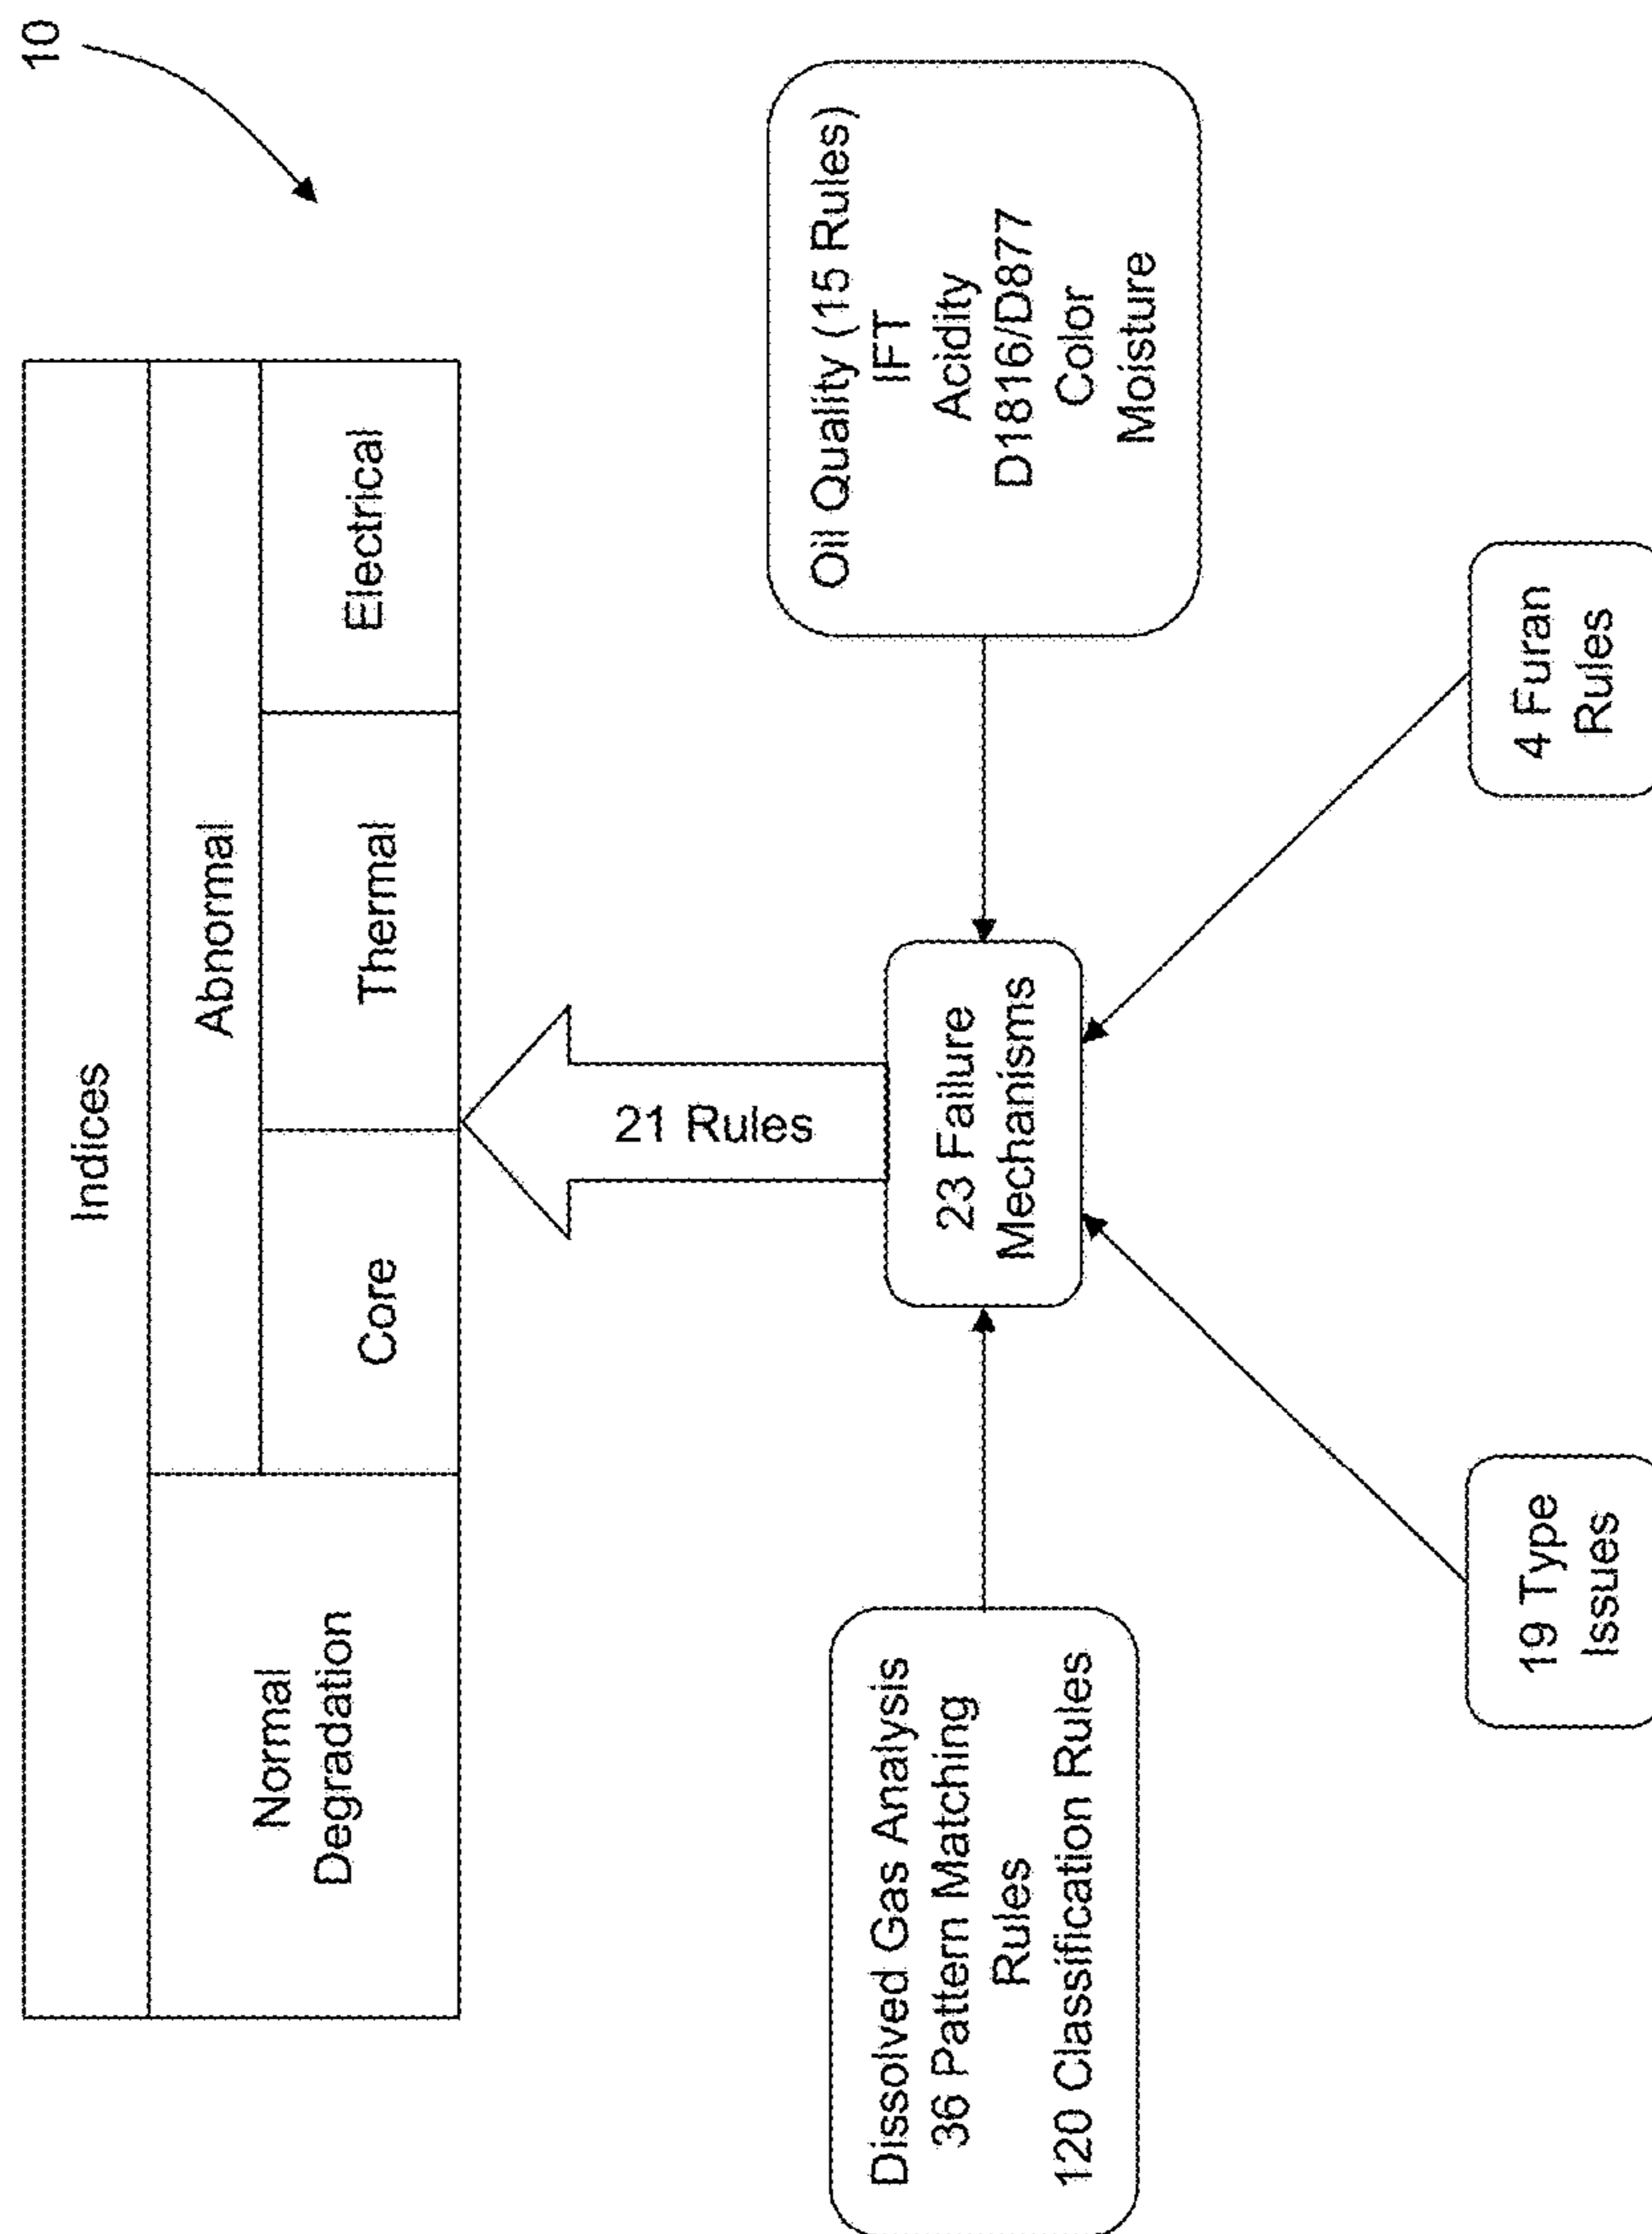 10
Indices
Normal
Degradation
Abnormal
Core
Thermal
Electrical
21 Rules
Dissolved Gas Analysis
36 Pattern Matching
Rules
120 Classification Rules
23 Failure
Mechanisms
Oil Quality (15 Rules)
IFT
Acidity
D1816/D877
Color
Moisture
19 Type
Issues
4 Furan
Rules